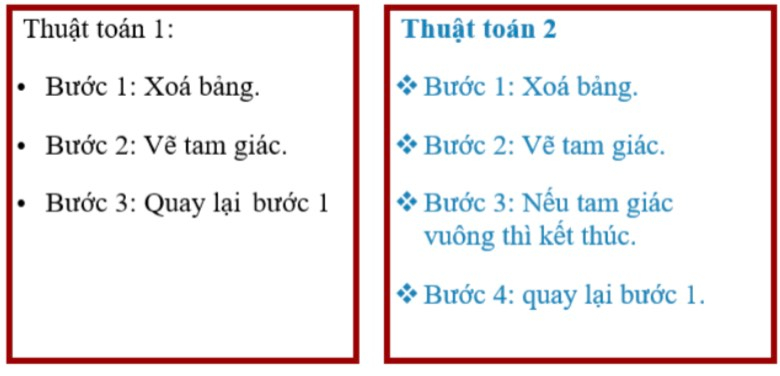 Thuật toán 1:
• Bước 1: Xoá bảng.
• Bước 2: Vẽ tam giác.
• Bước 3: Quay lại bước 1
Thuật toán 2
❖ Bước 1: Xoá bảng.
❖ Bước 2: Vẽ tam giác.
❖ Bước 3: Nếu tam giác
vuông thì kết thúc.
❖ Bước 4: quay lại bước 1.